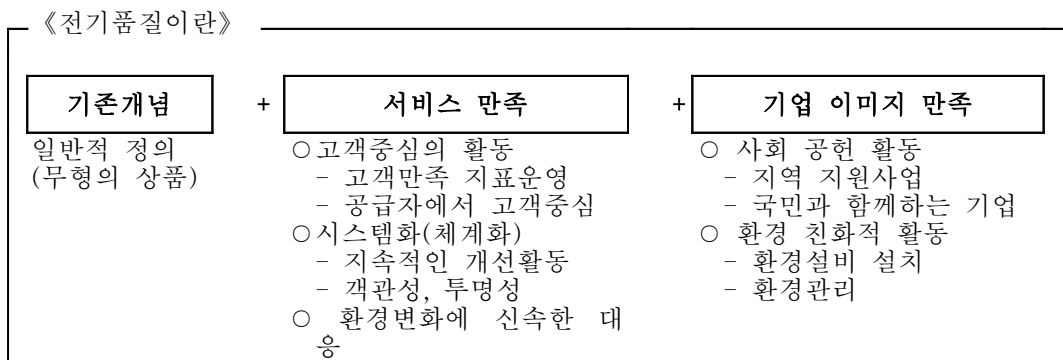 《전기품질이란》
기존개념 + 서비스 만족 + 기업 이미지 만족
일반적 정의
(무형의 상품)
○고객중심의 활동
- 고객만족 지표운영
- 공급자에서 고객중심
○시스템화(체계화)
- 지속적인 개선활동
- 객관성, 투명성
○ 환경변화에 신속한 대
응
○ 사회 공헌 활동
- 지역 지원사업
- 국민과 함께하는 기업
○ 환경 친화적 활동
- 환경설비 설치
- 환경관리